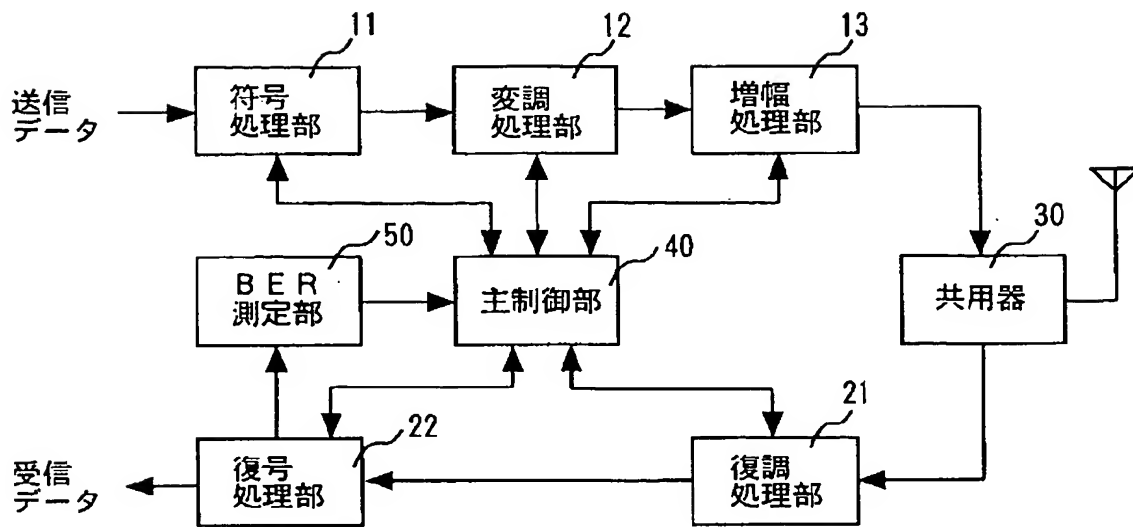 11
12
13
送信
データ
符号
処理部
変調
処理部
増幅
処理部
50
40
30
ＢＥＲ
測定部
主制御部
共用器
22
21
受信
データ
復号
処理部
復調
処理部